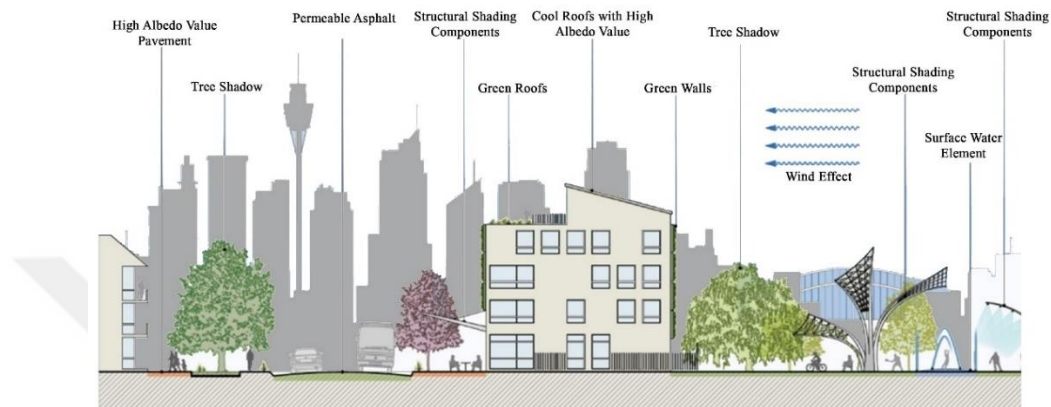 High Albedo Value
Pavement
Tree Shadow
Permeable Asphalt
Structural Shading
Components
Green Roofs
Cool Roofs with High
Albedo Value
Green Walls
Tree Shadow
Wind Effect
Structural Shading
Components
Surface Water
Element
Structural Shading
Components